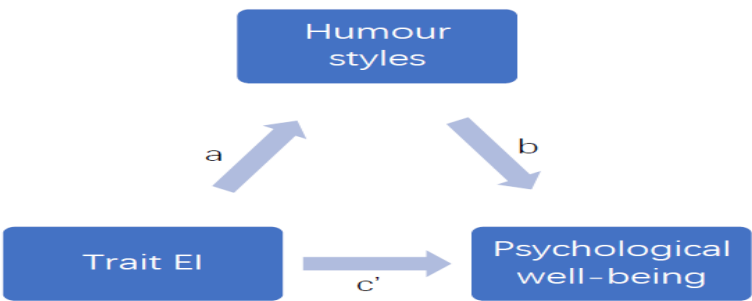 Humour
styles
a
b
Trait EI
c’
Psychological
well-being